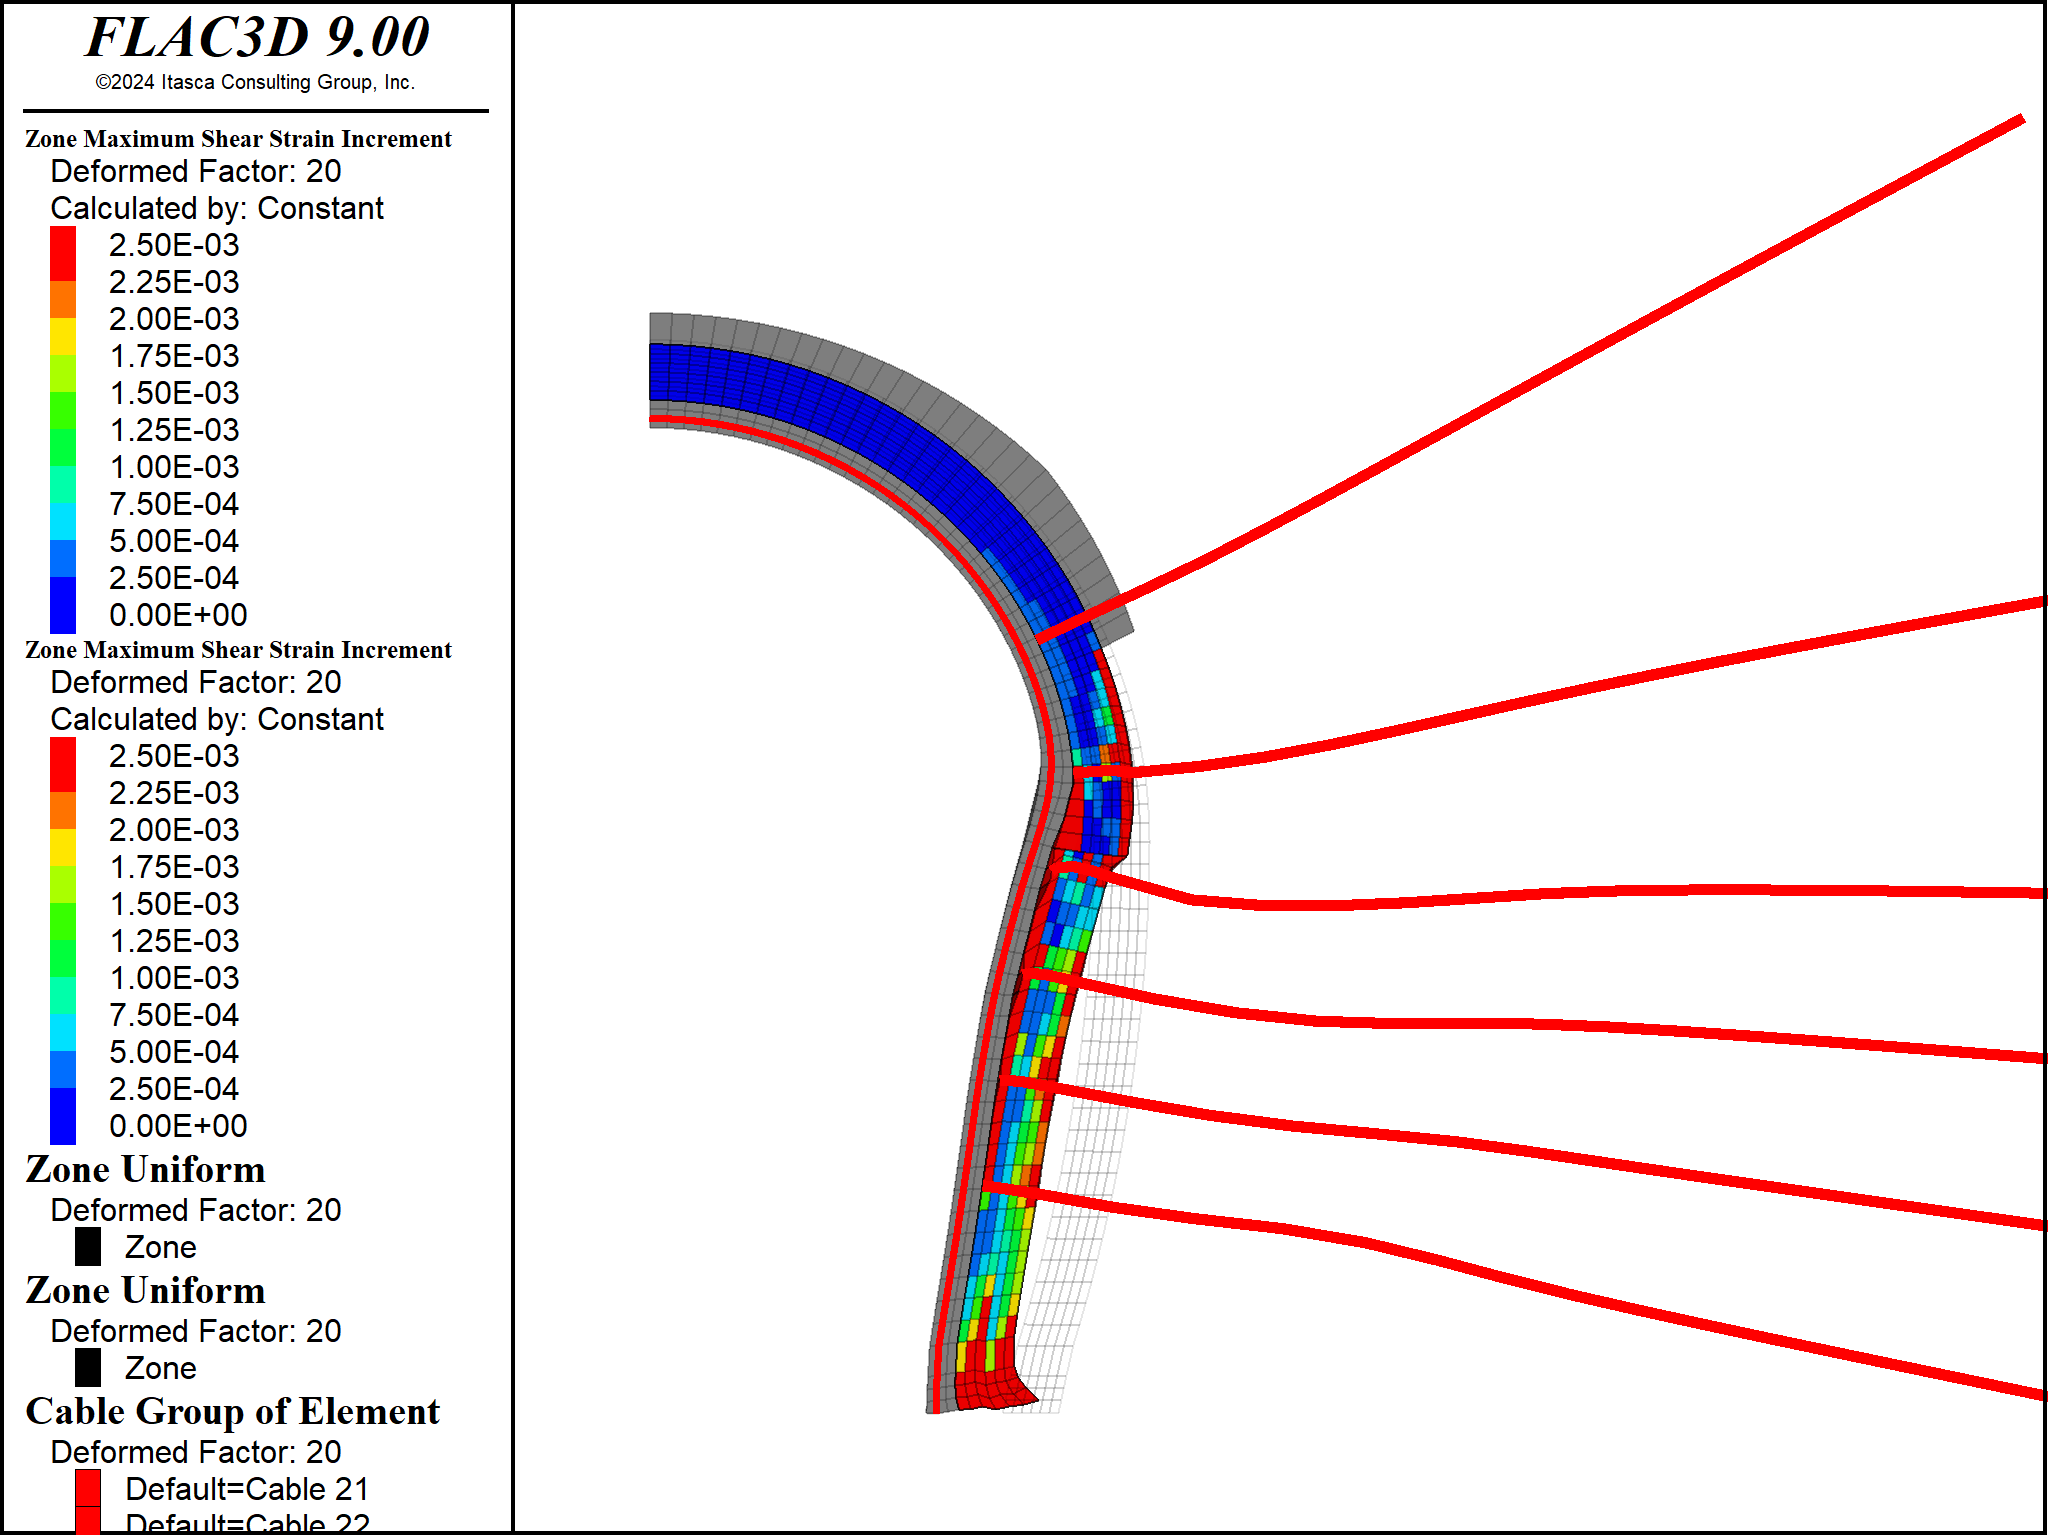 FLAC3D 9.00
©2024 Itasca Consulting Group, Inc.
Zone Maximum Shear Strain Increment
Deformed Factor: 20
Calculated by: Constant
2.50E-03
2.25E-03
2.00E-03
1.75E-03
1.50E-03
1.25E-03
1.00E-03
7.50E-04
5.00E-04
2.50E-04
0.00E+00
Zone Maximum Shear Strain Increment
Deformed Factor: 20
Calculated by: Constant
2.50E-03
2.25E-03
2.00E-03
1.75E-03
1.50E-03
1.25E-03
1.00E-03
7.50E-04
5.00E-04
2.50E-04
0.00E+00
Zone Uniform
Deformed Factor: 20
Zone
Zone Uniform
Deformed Factor: 20
Zone
Cable Group of Element
Deformed Factor: 20
Default=Cable 21
Default=Cable 22